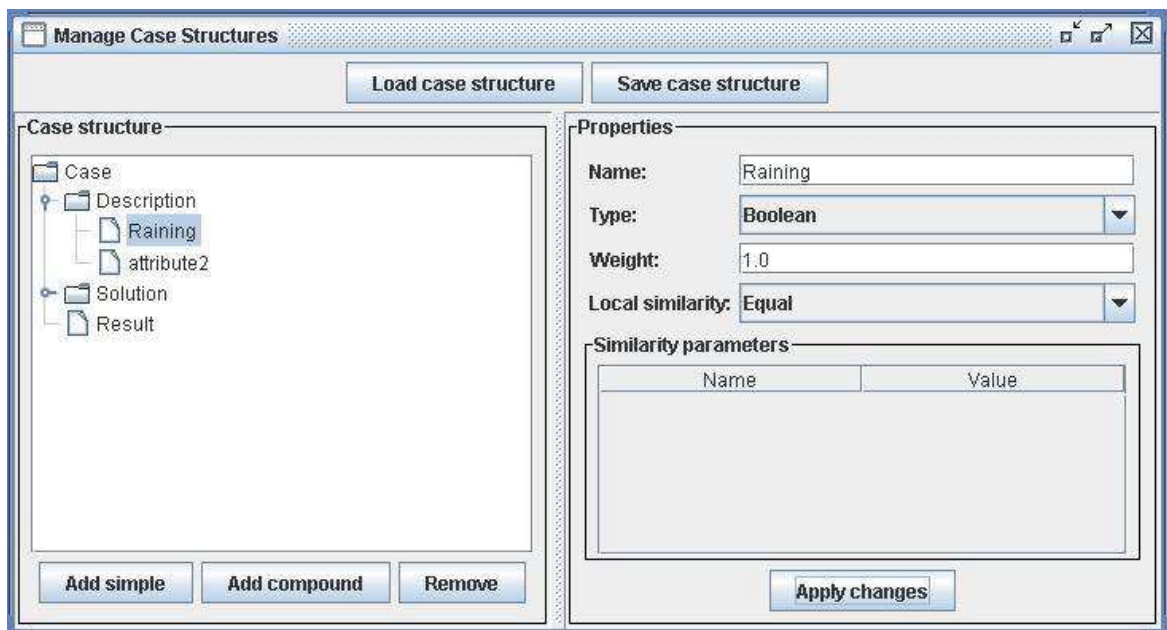 Manage Case Structures
Load case structure
Save case structure
Case structure
Case
Description
Raining
attribute2
Solution
Result
Add simple
Add compound
Remove
Properties
Name: Raining
Type: Boolean
Weight: 1.0
Local similarity: Equal
Similarity parameters
Name Value
Apply changes